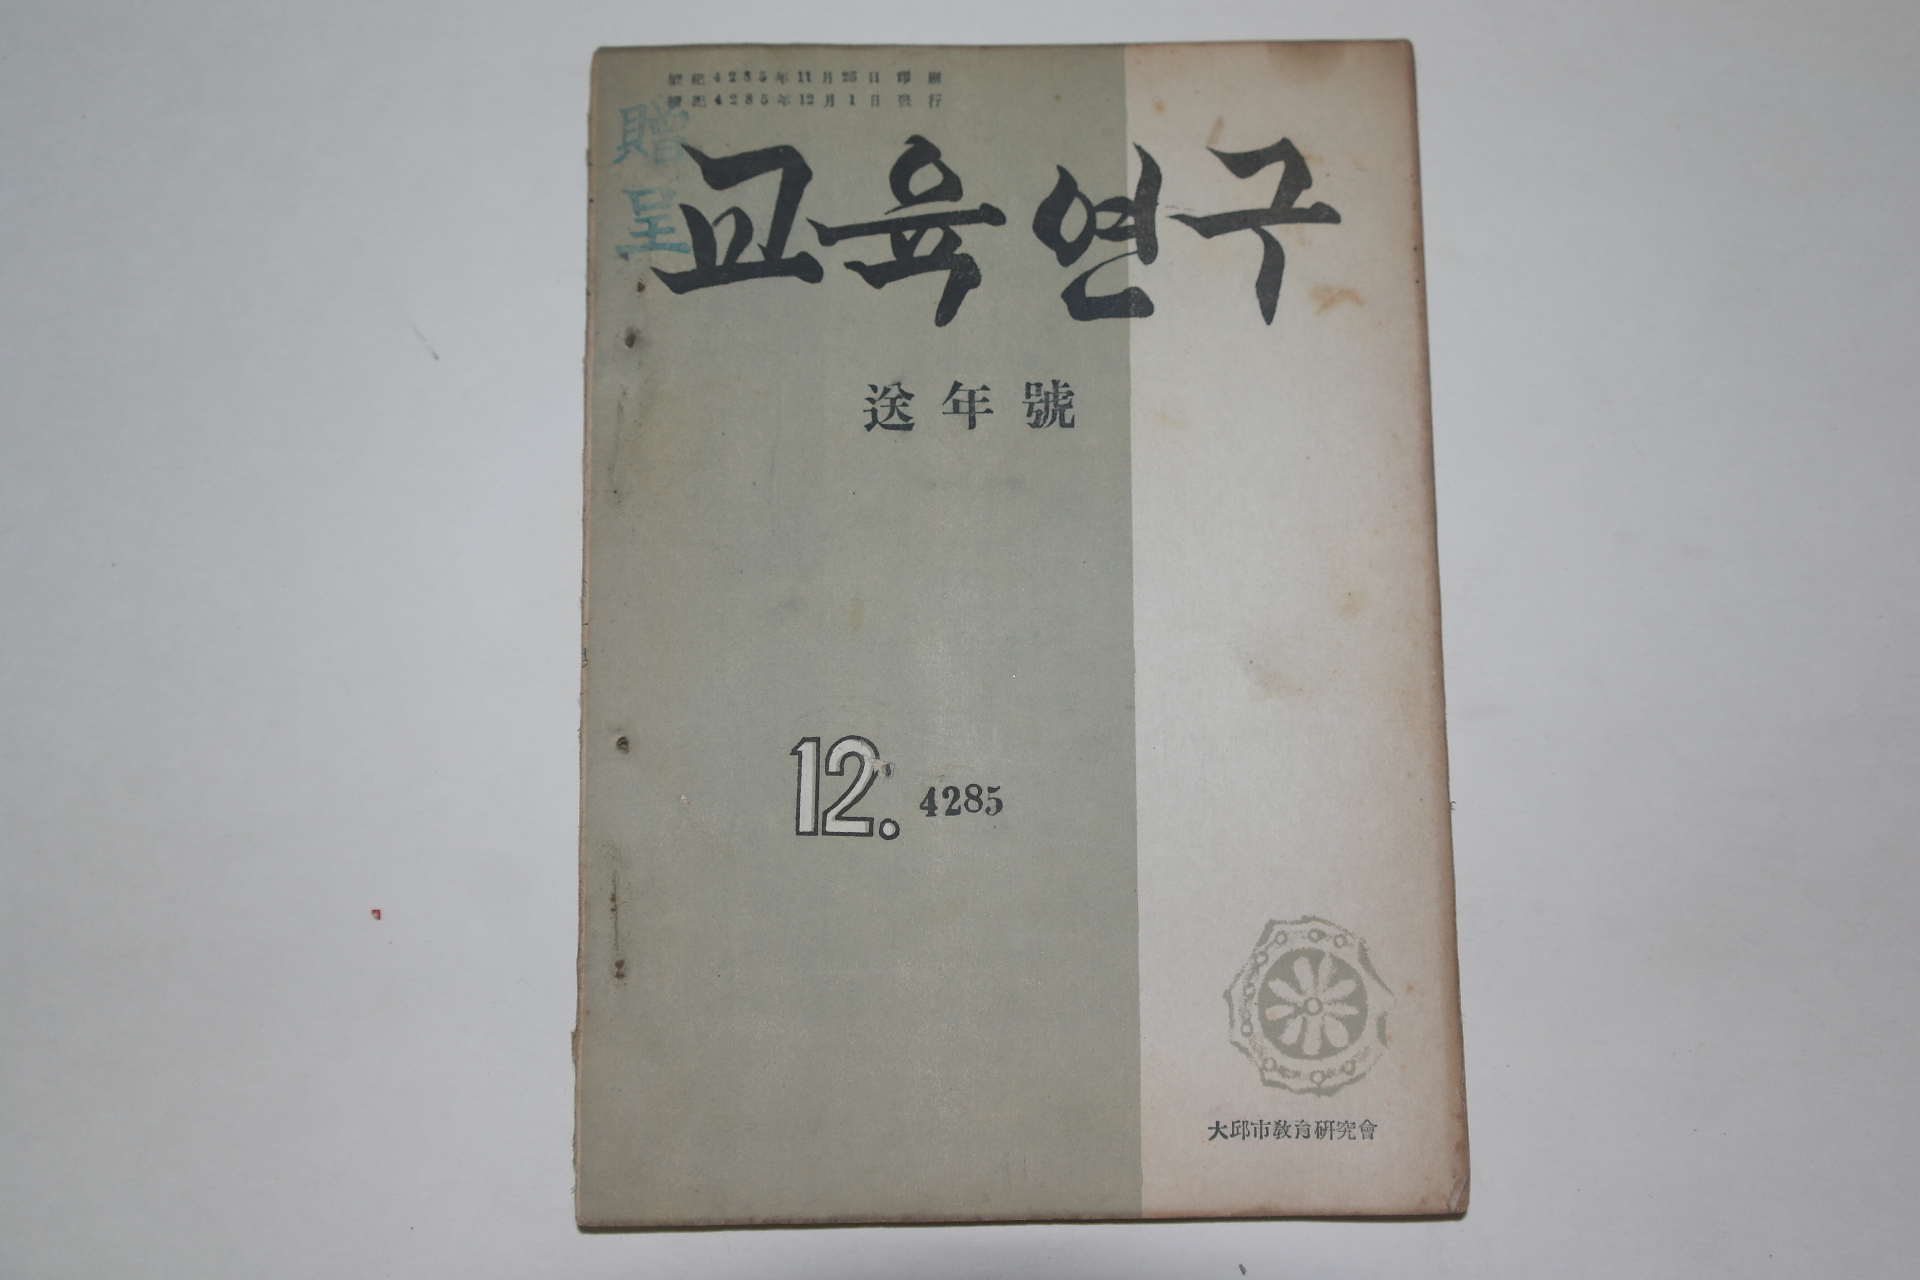 檀紀4285年11月25日 印刷
檀紀4285年12月1日 發行
贈呈
교육연구
送年號
12. 4285
大邱市敎育硏究會